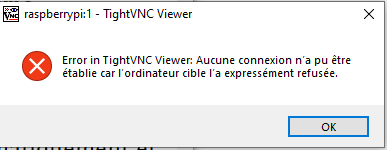 raspberrypi:1 - TightVNC Viewer
Error in TightVNC Viewer: Aucune connexion n'a pu être
établie car l'ordinateur cible l'a expressément refusée.
OK